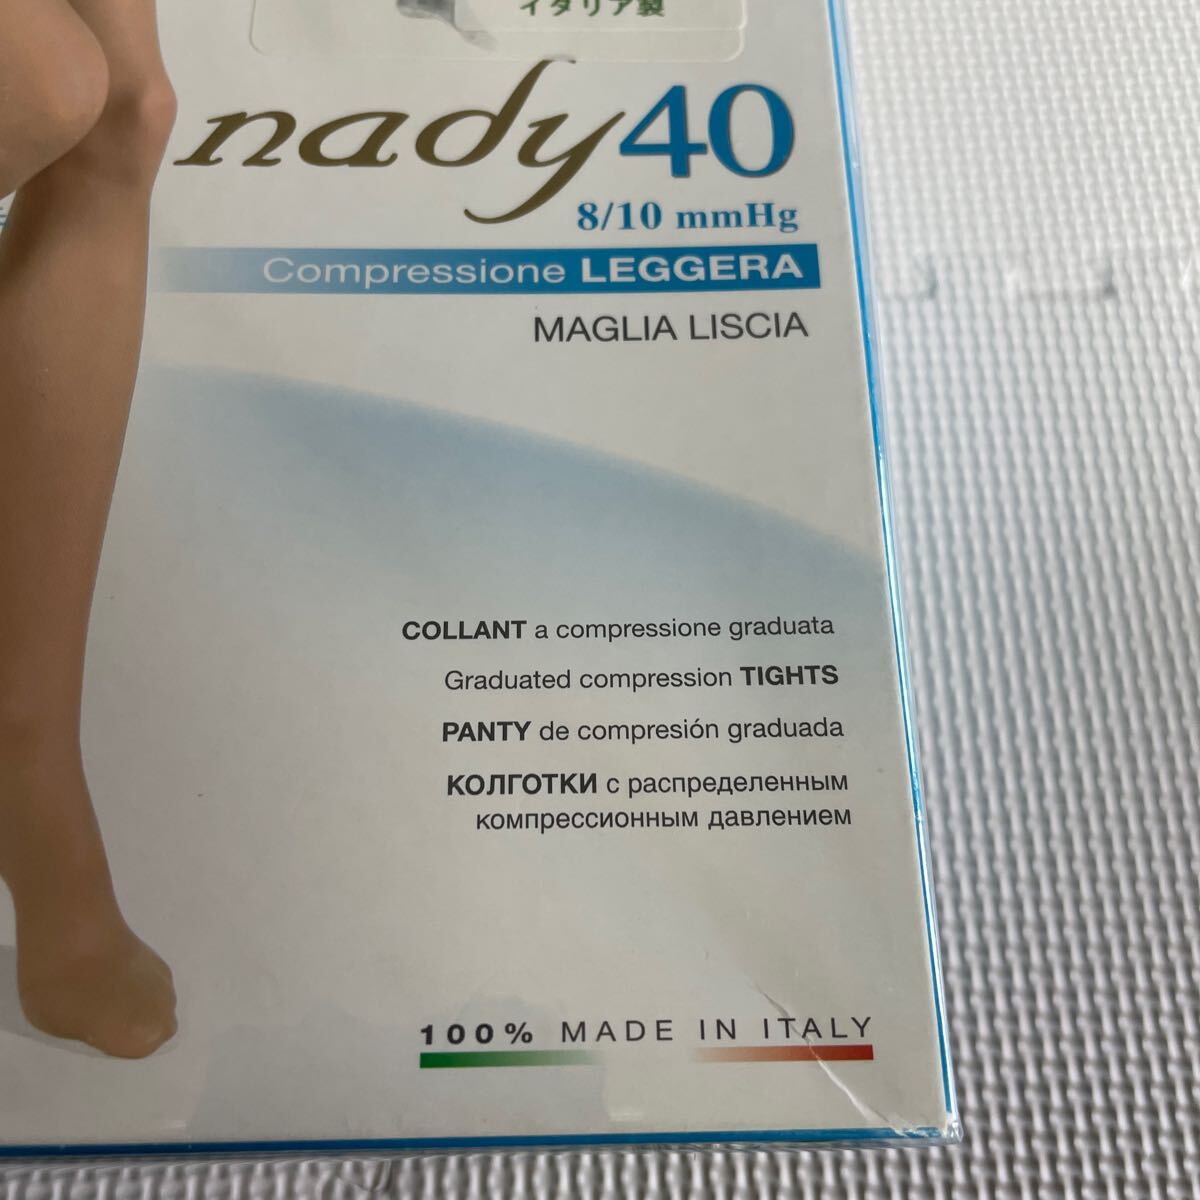 イタリア製
nady40
8/10 mmHg
Compressione LEGGERA
MAGLIA LISCIA
COLLANT a compressione graduata
Graduated compression TIGHTS
PANTY de compresión graduada
КОЛГОТКИ с распределенным
компрессионным давлением
100% MADE IN ITALY